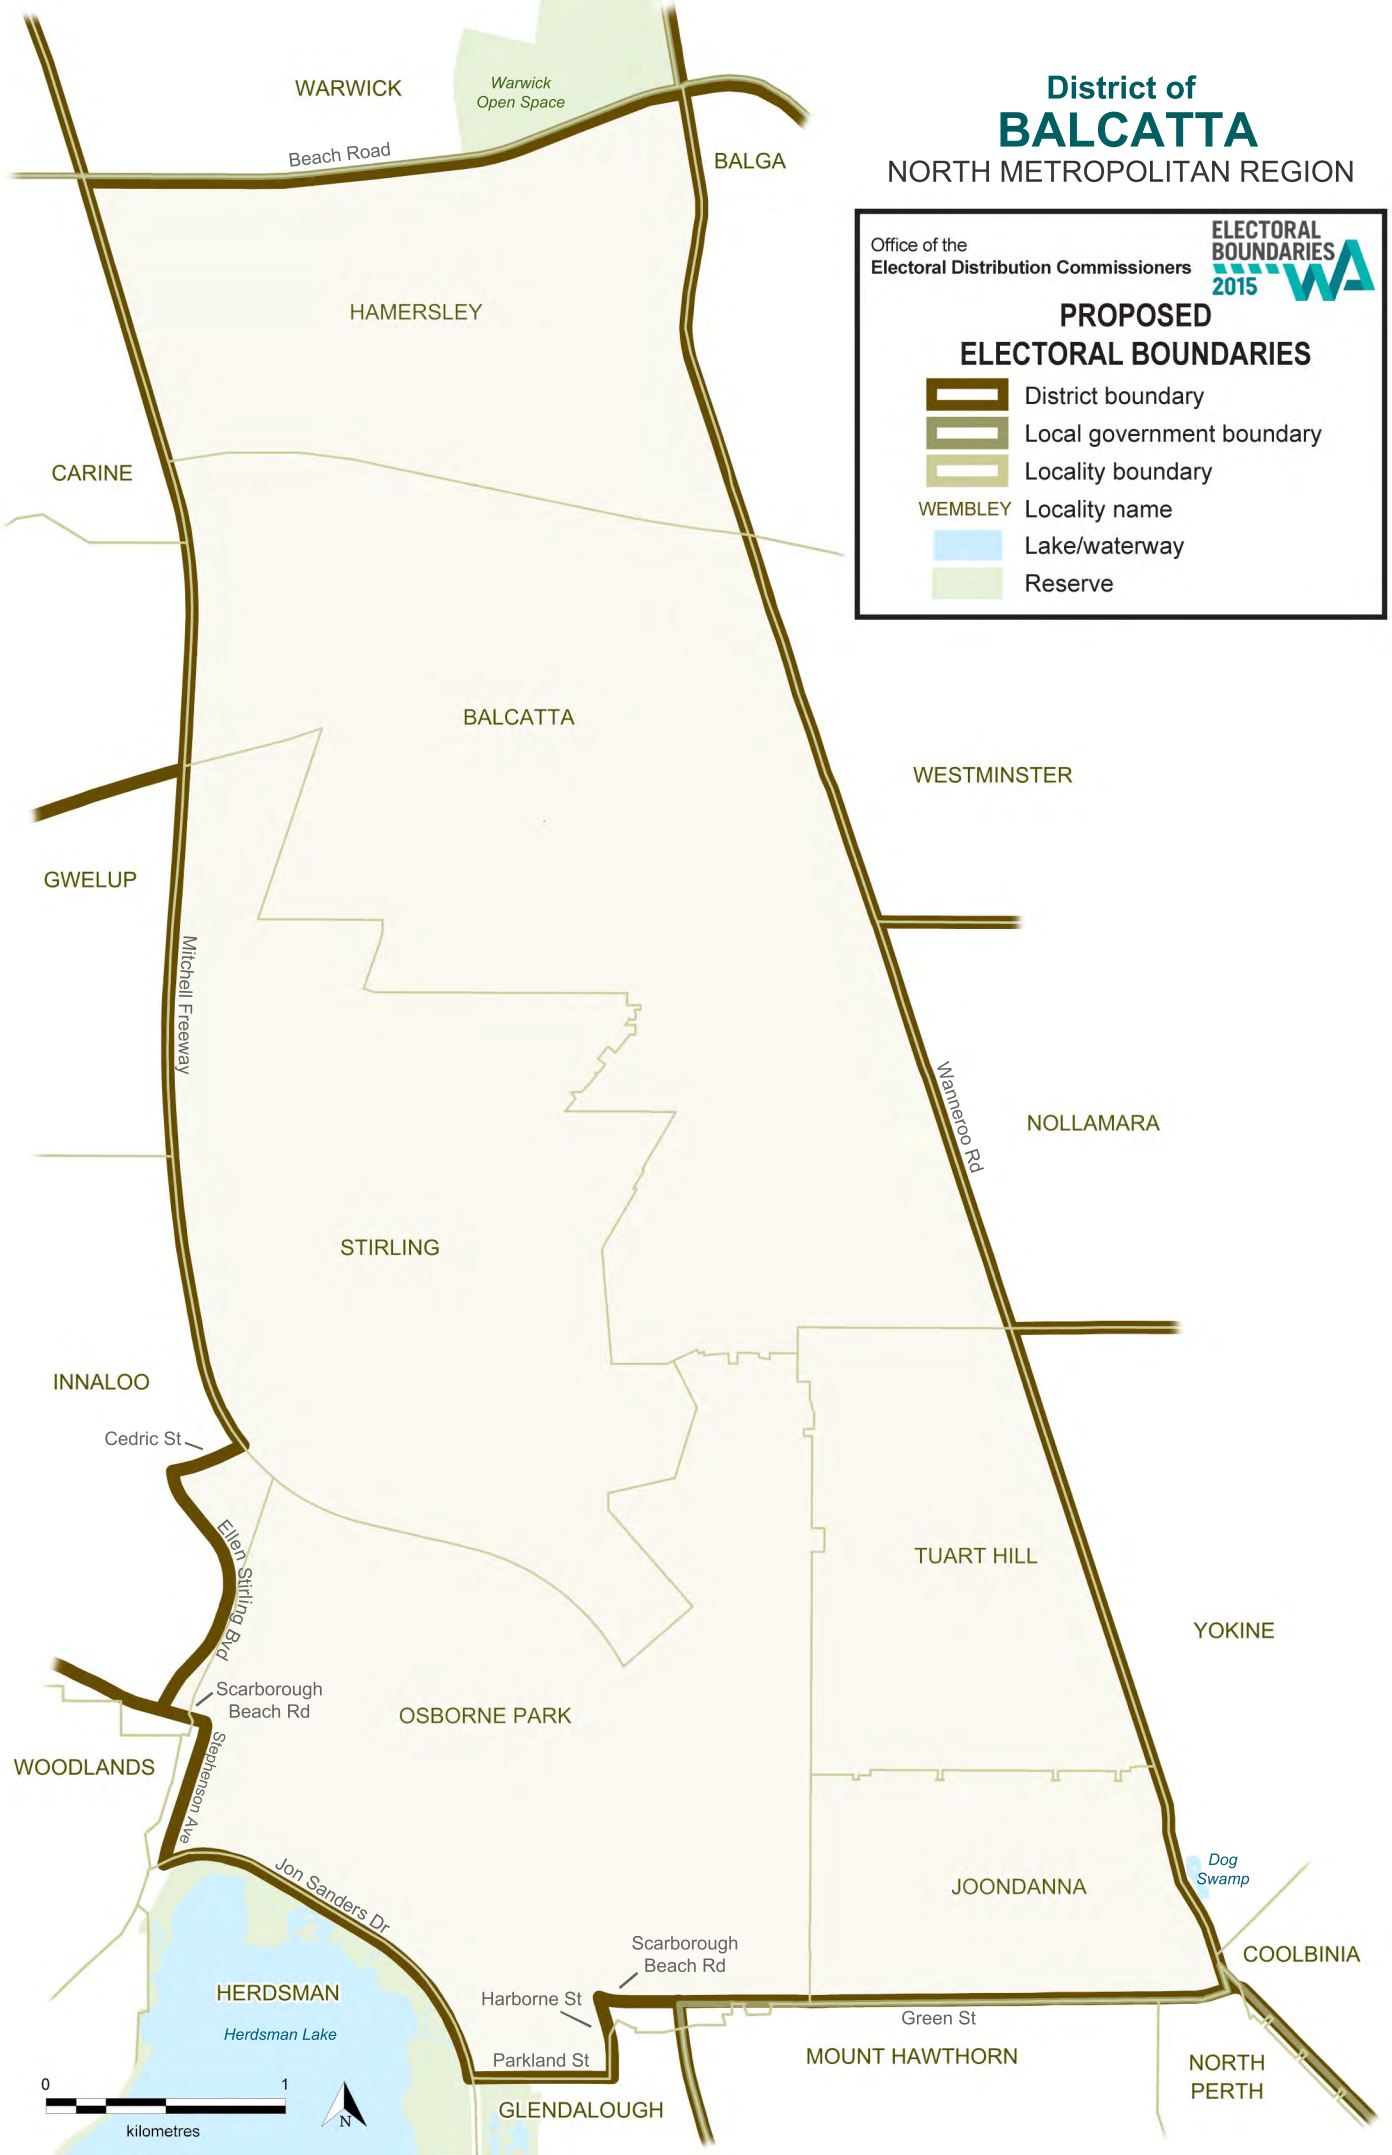 District of
BALCATTA
NORTH METROPOLITAN REGION
Office of the
Electoral Distribution Commissioners
ELECTORAL
BOUNDARIES
2015
WA
PROPOSED
ELECTORAL BOUNDARIES
District boundary
Local government boundary
Locality boundary
WEMBLEY Locality name
Lake/waterway
Reserve
WARWICK
Warwick
Open Space
Beach Road
BALGA
HAMERSLEY
CARINE
BALCATTA
WESTMINSTER
GWELUP
Mitchell Freeway
Wanneroo Rd
NOLLAMARA
STIRLING
INNALOO
Cedric St
Ellen Stirling Bvd
TUART HILL
YOKINE
Scarborough
Beach Rd
OSBORNE PARK
WOODLANDS
Stephenson Ave
Jon Sanders Dr
Dog
Swamp
JOONDANNA
Scarborough
Beach Rd
COOLBINIA
HERDSMAN
Harborne St
Green St
Herdsman Lake
Parkland St
MOUNT HAWTHORN
NORTH
PERTH
GLENDALOUGH
0 1
kilometres
N